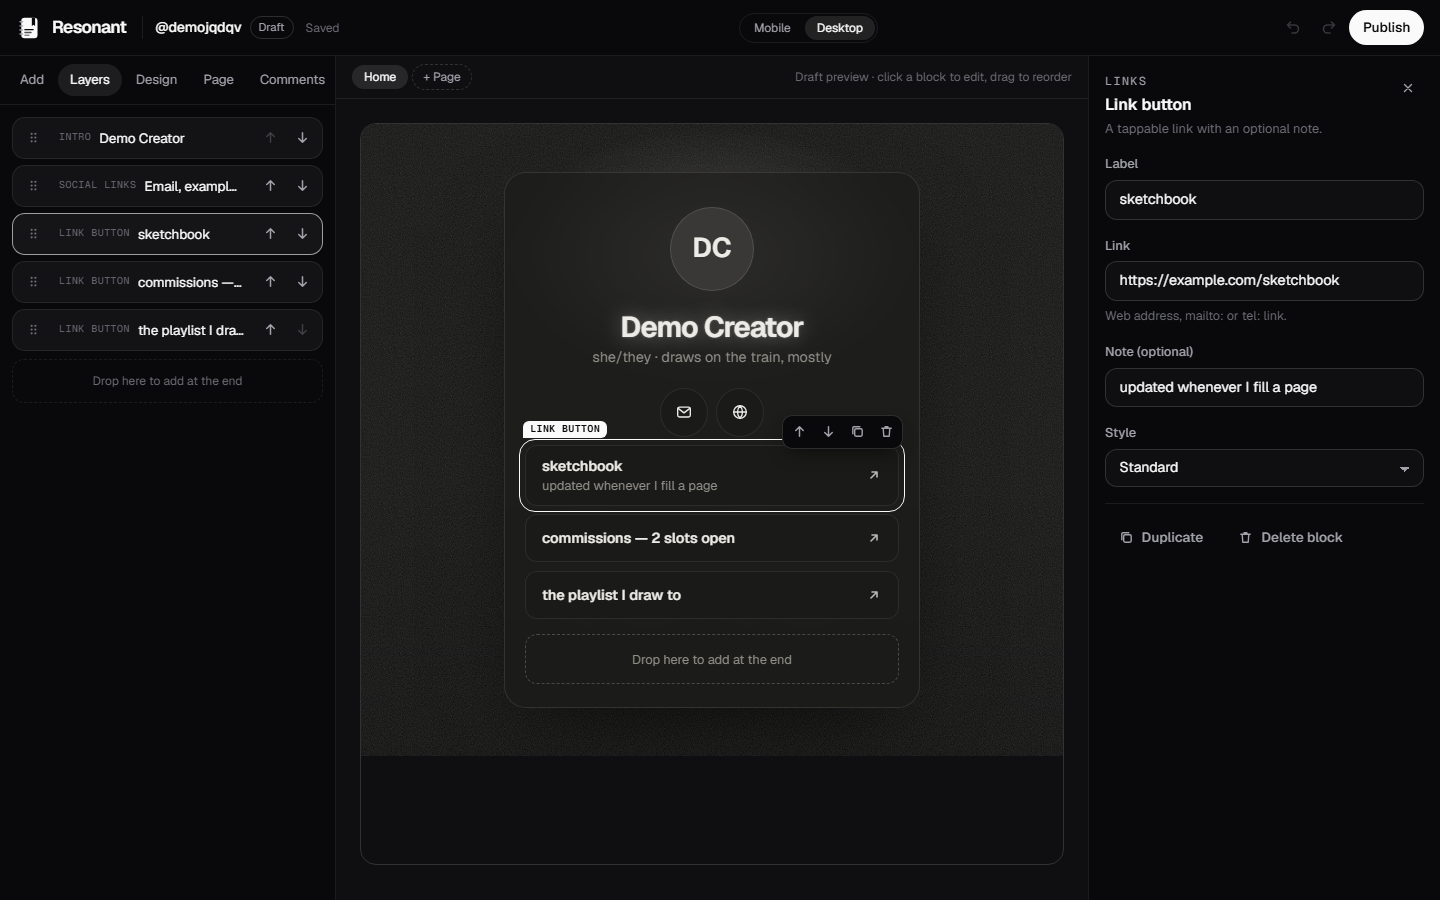 Resonant
@demojqdqv
Draft
Saved
Mobile
Desktop
Publish
Add
Layers
Design
Page
Comments
Home
+ Page
Draft preview · click a block to edit, drag to reorder
INTRO Demo Creator
SOCIAL LINKS Email, exampl...
LINK BUTTON sketchbook
LINK BUTTON commissions —...
LINK BUTTON the playlist I dra...
Drop here to add at the end
DC
Demo Creator
she/they · draws on the train, mostly
LINK BUTTON
sketchbook
updated whenever I fill a page
commissions — 2 slots open
the playlist I draw to
Drop here to add at the end
LINKS
Link button
A tappable link with an optional note.
Label
sketchbook
Link
https://example.com/sketchbook
Web address, mailto: or tel: link.
Note (optional)
updated whenever I fill a page
Style
Standard
Duplicate
Delete block